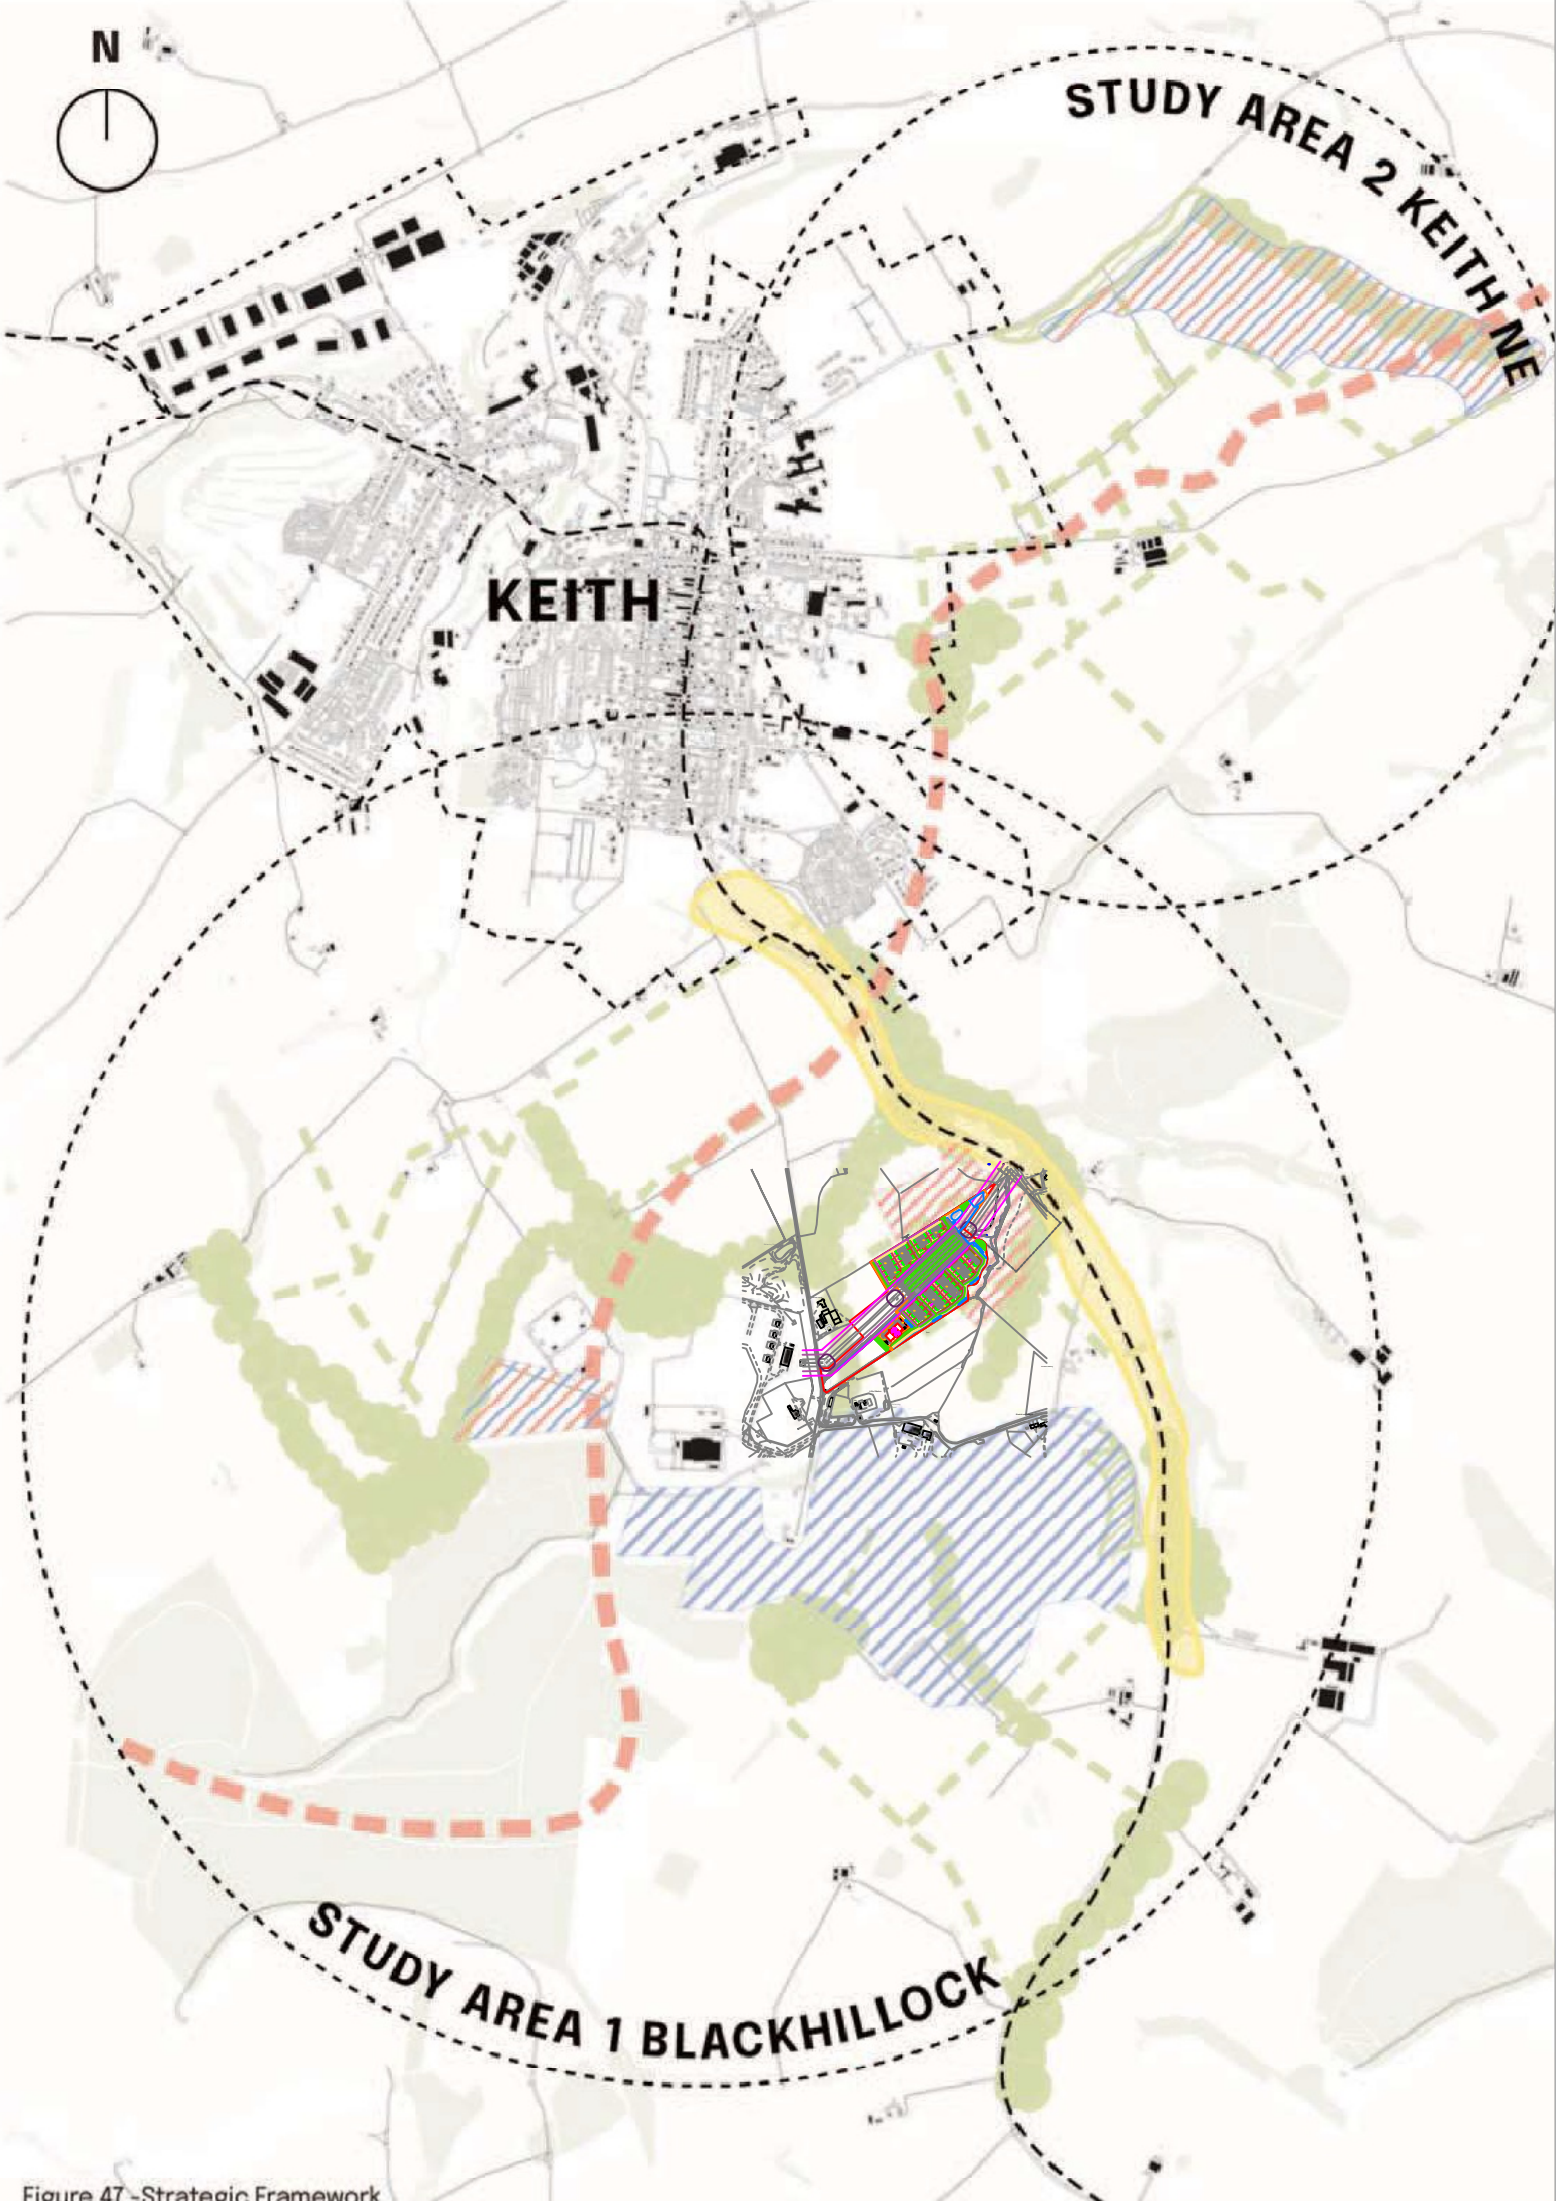 N
STUDY AREA 2 KEITH NE
KEITH
STUDY AREA 1 BLACKHILLOCK
Figure 47 -Strategic Framework